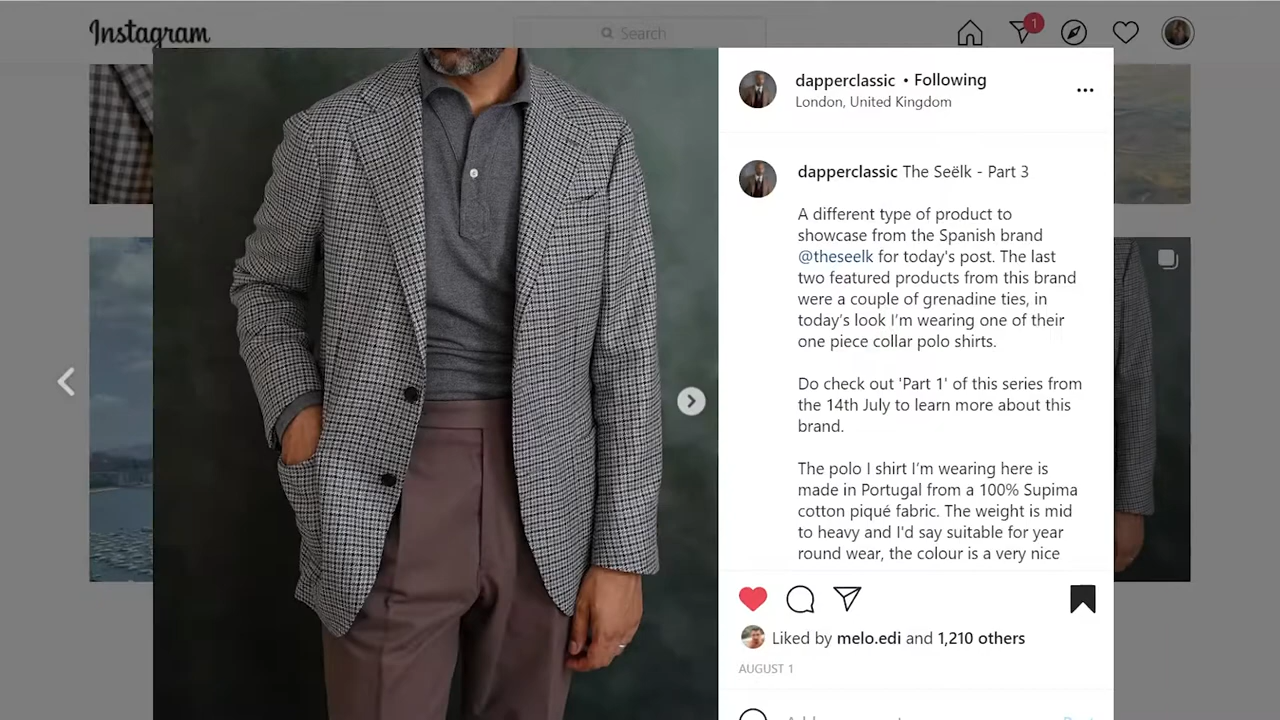 Instagram
Search
1
dapperclassic • Following
London, United Kingdom
dapperclassic The Seëlk - Part 3
A different type of product to
showcase from the Spanish brand
@theseelk for today's post. The last
two featured products from this brand
were a couple of grenadine ties, in
today's look I'm wearing one of their
one piece collar polo shirts.
Do check out 'Part 1' of this series from
the 14th July to learn more about this
brand.
The polo I shirt I'm wearing here is
made in Portugal from a 100% Supima
cotton piqué fabric. The weight is mid
to heavy and I'd say suitable for year
round wear, the colour is a very nice
Liked by melo.edi and 1,210 others
AUGUST 1